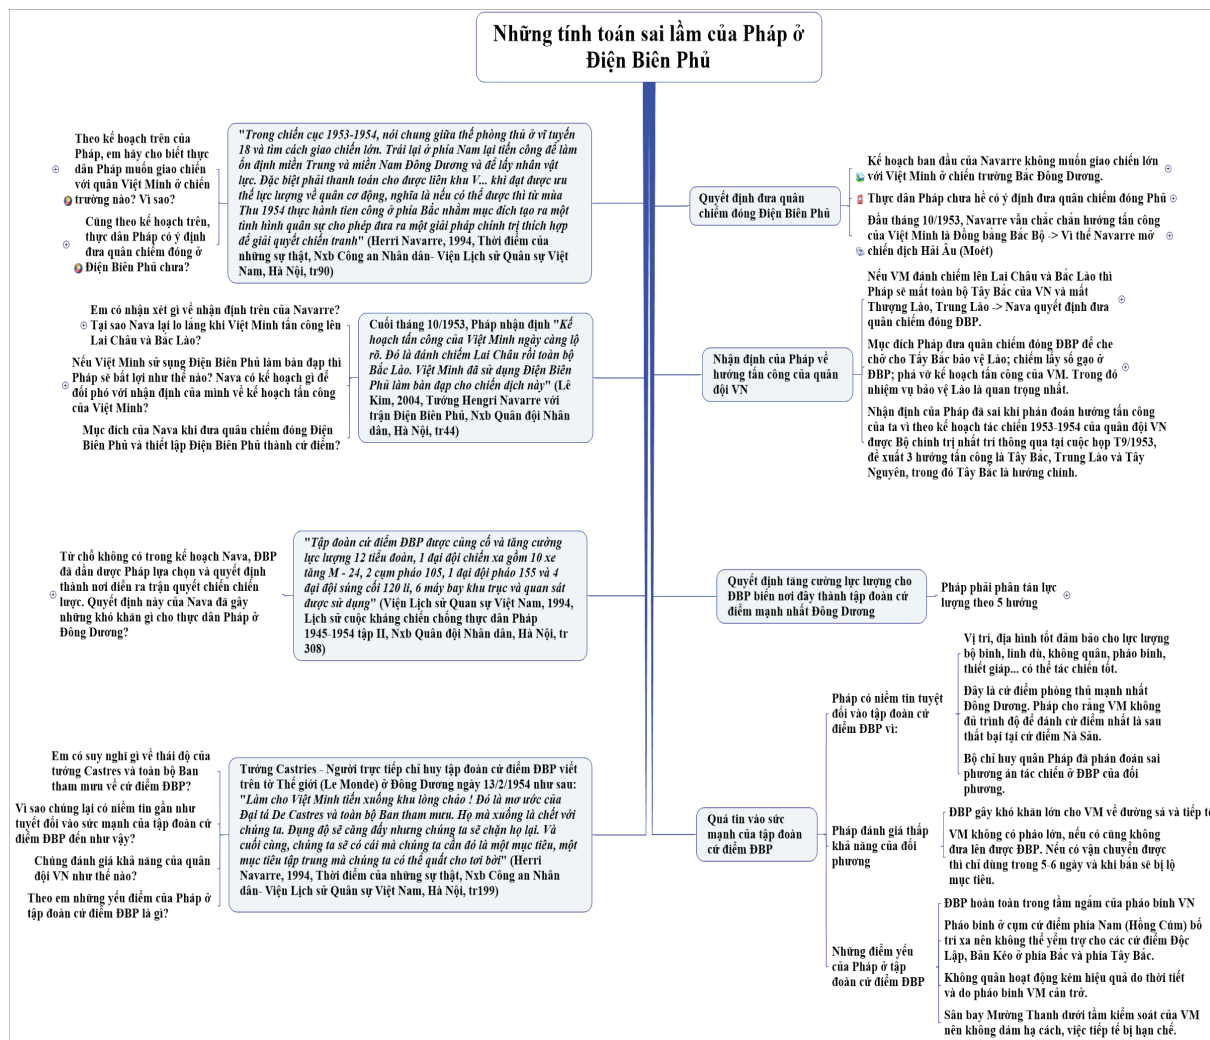 Những tính toán sai lầm của Pháp ở
Điện Biên Phủ
Theo kế hoạch trên của
Pháp, em hãy cho biết thực
dân Pháp muốn giao chiến
với quân Việt Minh ở chiến
trường nào? Vì sao?
Cũng theo kế hoạch trên,
thực dân Pháp có ý định
đưa quân chiếm đóng ở
Điện Biên Phủ chưa?
"Trong chiến cục 1953-1954, nói chung giữa thế phòng thủ ở vĩ tuyến
18 và tìm cách giao chiến lớn. Trái lại ở phía Nam lại tiến công để làm
ổn định miền Trung và miền Nam Đông Dương và để lấy nhân vật
lực. Đặc biệt phải thanh toán cho được liên khu V... khi đạt được ưu
thế lực lượng về quân cơ động, nghĩa là nếu có thể được thì từ mùa
Thu 1954 thực hành tien công ở phía Bắc nhằm mục đích tạo ra một
tình hình quân sự cho phép đưa ra một giải pháp chính trị thích hợp
để giải quyết chiến tranh" (Herri Navarre, 1994, Thời điểm của
những sự thật, Nxb Công an Nhân dân- Viện Lịch sử Quân sự Việt
Nam, Hà Nội, tr90)
Quyết định đưa quân
chiếm đóng Điện Biên Phủ
Kế hoạch ban đầu của Navarre không muốn giao chiến lớn
với Việt Minh ở chiến trường Bắc Đông Dương.
Thực dân Pháp chưa hề có ý định đưa quân chiếm đóng Phủ
Đầu tháng 10/1953, Navarre vẫn chắc chắn hướng tấn công
của Việt Minh là Đồng bằng Bắc Bộ -> Vì thế Navarre mở
chiến dịch Hải Âu (Moét)
Em có nhận xét gì về nhận định trên của Navarre?
Tại sao Nava lại lo lắng khi Việt Minh tấn công lên
Lai Châu và Bắc Lào?
Nếu Việt Minh sử sụng Điện Biên Phủ làm bàn đạp thì
Pháp sẽ bất lợi như thế nào? Nava có kế hoạch gì để
đối phó với nhận định của mình về kế hoạch tấn công
của Việt Minh?
Mục đích của Nava khi đưa quân chiếm đóng Điện
Biên Phủ và thiết lập Điện Biên Phủ thành cứ điểm?
Cuối tháng 10/1953, Pháp nhận định "Kế
hoạch tấn công của Việt Minh ngày càng lộ
rõ. Đó là đánh chiếm Lai Châu rồi toàn bộ
Bắc Lào. Việt Minh đã sử dụng Điện Biên
Phủ làm bàn đạp cho chiến dịch này" (Lê
Kim, 2004, Tướng Hengri Navarre với
trận Điện Biên Phủ, Nxb Quân đội Nhân
dân, Hà Nội, tr44)
Nhận định của Pháp về
hướng tấn công của quân
đội VN
Nếu VM đánh chiếm lên Lai Châu và Bắc Lào thì
Pháp sẽ mất toàn bộ Tây Bắc của VN và mất
Thượng Lào, Trung Lào -> Nava quyết định đưa
quân chiếm đóng ĐBP.
Mục đích Pháp đưa quân chiếm đóng ĐBP để che
chở cho Tấy Bắc bảo vệ Lào; chiếm lấy số gạo ở
ĐBP; phá vỡ kế hoạch tấn công của VM. Trong đó
nhiệm vụ bảo vệ Lào là quan trọng nhất.
Nhận định của Pháp đã sai khi phán đoán hướng tấn công
của ta vì theo kế hoạch tác chiến 1953-1954 của quân đội VN
được Bộ chính trị nhất trí thông qua tại cuộc họp T9/1953,
đề xuất 3 hướng tấn công là Tây Bắc, Trung Lào và Tây
Nguyên, trong đó Tây Bắc là hướng chính.
Từ chỗ không có trong kế hoạch Nava, ĐBP
đã dần dược Pháp lựa chọn và quyết định
thành nơi diễn ra trận quyết chiến chiến
lược. Quyết định này của Nava đã gây
những khó khăn gì cho thực dân Pháp ở
Đông Dương?
"Tập đoàn cứ điểm ĐBP được củng cố và tăng cường
lực lượng 12 tiểu đoàn, 1 đại đội chiến xa gồm 10 xe
tăng M - 24, 2 cụm pháo 105, 1 đại đội pháo 155 và 4
đại đội súng cối 120 li, 6 máy bay khu trục và quan sát
được sử dụng" (Viện Lịch sử Quan sự Việt Nam, 1994,
Lịch sử cuộc kháng chiến chống thực dân Pháp
1945-1954 tập II, Nxb Quân đội Nhân dân, Hà Nội, tr
308)
Quyết định tăng cường lực lượng cho
ĐBP biến nơi đây thành tập đoàn cứ
điểm mạnh nhất Đông Dương
Pháp phải phân tán lực
lượng theo 5 hướng
Em có suy nghĩ gì về thái độ của
tướng Castres và toàn bộ Ban
tham mưu về cứ điểm ĐBP?
Vì sao chúng lại có niềm tin gần như
tuyết đối vào sức mạnh của tập đoàn cứ
điểm ĐBP đến như vậy?
Chúng đánh giá khả năng của quân
đội VN như thế nào?
Theo em những yếu điểm của Pháp ở
tập đoàn cứ điểm ĐBP là gì?
Tướng Castries - Người trực tiếp chỉ huy tập đoàn cứ điểm ĐBP viết
trên tờ Thế giới (Le Monde) ở Đông Dương ngày 13/2/1954 như sau:
"Làm cho Việt Minh tiến xuống khu lòng chảo ! Đó là mơ ước của
Đại tá De Castres và toàn bộ Ban tham mưu. Họ mà xuống là chết với
chúng ta. Đụng độ sẽ căng đấy nhưng chúng ta sẽ chặn họ lại. Và
cuối cùng, chúng ta sẽ có cái mà chúng ta cần đó là một mục tiêu, một
mục tiêu tập trung mà chúng ta có thể quất cho tơi bời" (Herri
Navarre, 1994, Thời điểm của những sự thật, Nxb Công an Nhân
dân- Viện Lịch sử Quân sự Việt Nam, Hà Nội, tr199)
Quá tin vào sức
mạnh của tập đoàn
cứ điểm ĐBP
Pháp có niềm tin tuyệt
đối vào tập đoàn cứ
điểm ĐBP vì:
Vị trí, địa hình tốt đảm bảo cho lực lượng
bộ binh, lính dù, không quân, pháo binh,
thiết giáp... có thể tác chiến tốt.
Đây là cứ điểm phòng thủ mạnh nhất
Đông Dương. Pháp cho rằng VM không
đủ trình độ để đánh cứ điểm nhất là sau
thất bại tại cứ điểm Nà Sản.
Bộ chỉ huy quân Pháp đã phán đoán sai
phương án tác chiến ở ĐBP của đối
phương.
Pháp đánh giá thấp
khả năng của đối
phương
ĐBP gây khó khăn lớn cho VM về đường sá và tiếp tế
VM không có pháo lớn, nếu có cũng không
đưa lên được ĐBP. Nếu có vận chuyển được
thì chỉ dùng trong 5-6 ngày và khi bắn sẽ bị lộ
mục tiêu.
Những điểm yếu
của Pháp ở tập
đoàn cứ điểm ĐBP
ĐBP hoàn toàn trong tầm ngắm của pháo binh VN
Pháo binh ở cụm cứ điểm phía Nam (Hồng Cúm) bố
trí xa nên không thể yểm trợ cho các cứ điểm Độc
Lập, Bản Kéo ở phía Bắc và phía Tây Bắc.
Không quân hoạt động kém hiệu quả do thời tiết
và do pháo binh VM cản trở.
Sân bay Mường Thanh dưới tầm kiểm soát của VM
nên không dám hạ cách, việc tiếp tế bị hạn chế.